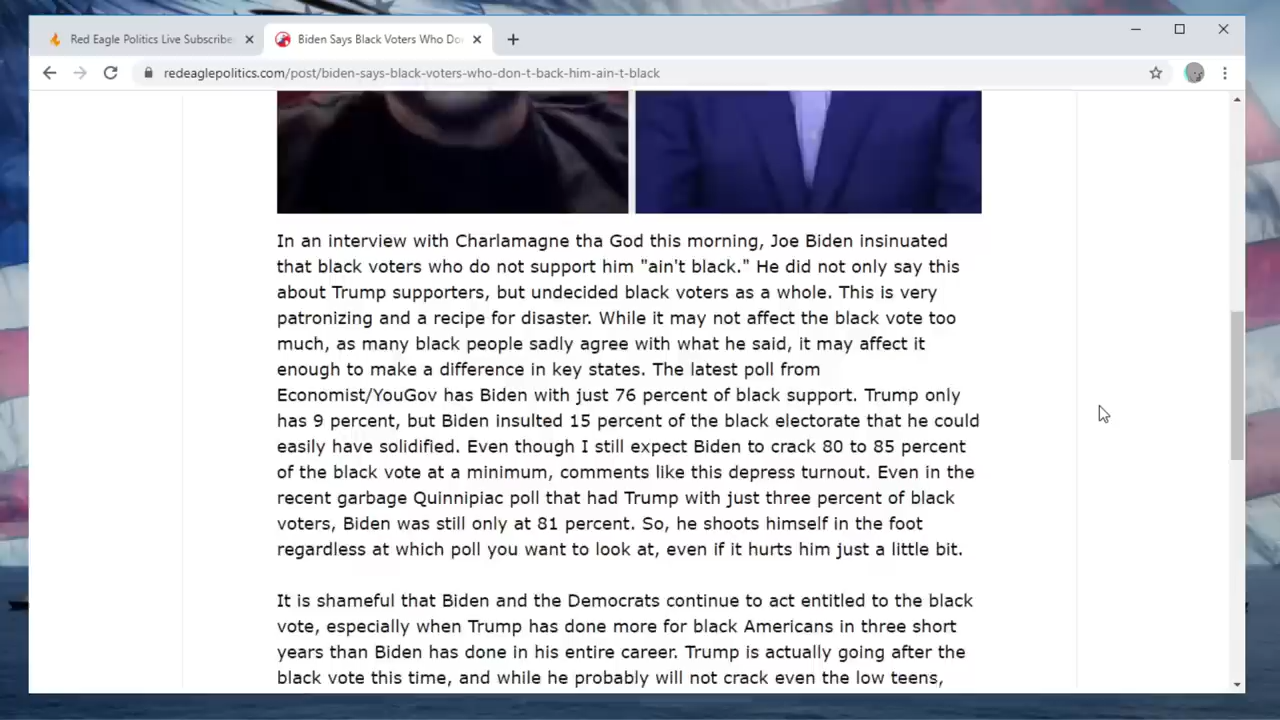 Red Eagle Politics Live Subscribe
Biden Says Black Voters Who Do
redeaglepolitics.com/post/biden-says-black-voters-who-don-t-back-him-ain-t-black
In an interview with Charlamagne tha God this morning, Joe Biden insinuated
that black voters who do not support him "ain't black." He did not only say this
about Trump supporters, but undecided black voters as a whole. This is very
patronizing and a recipe for disaster. While it may not affect the black vote too
much, as many black people sadly agree with what he said, it may affect it
enough to make a difference in key states. The latest poll from
Economist/YouGov has Biden with just 76 percent of black support. Trump only
has 9 percent, but Biden insulted 15 percent of the black electorate that he could
easily have solidified. Even though I still expect Biden to crack 80 to 85 percent
of the black vote at a minimum, comments like this depress turnout. Even in the
recent garbage Quinnipiac poll that had Trump with just three percent of black
voters, Biden was still only at 81 percent. So, he shoots himself in the foot
regardless at which poll you want to look at, even if it hurts him just a little bit.
It is shameful that Biden and the Democrats continue to act entitled to the black
vote, especially when Trump has done more for black Americans in three short
years than Biden has done in his entire career. Trump is actually going after the
black vote this time, and while he probably will not crack even the low teens,